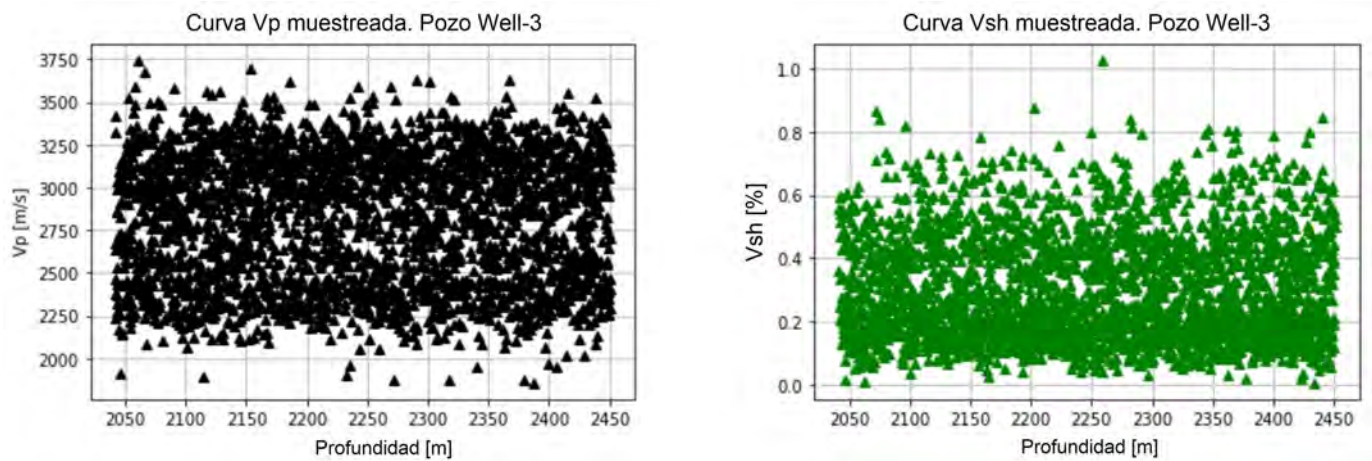 Curva Vp muestreada. Pozo Well-3
3750
3500
3250
3000
2750
2500
2250
2000
Vp [m/s]
2050 2100 2150 2200 2250 2300 2350 2400 2450
Profundidad [m]
Curva Vsh muestreada. Pozo Well-3
1.0
0.8
0.6
0.4
0.2
0.0
Vsh [%]
2050 2100 2150 2200 2250 2300 2350 2400 2450
Profundidad [m]